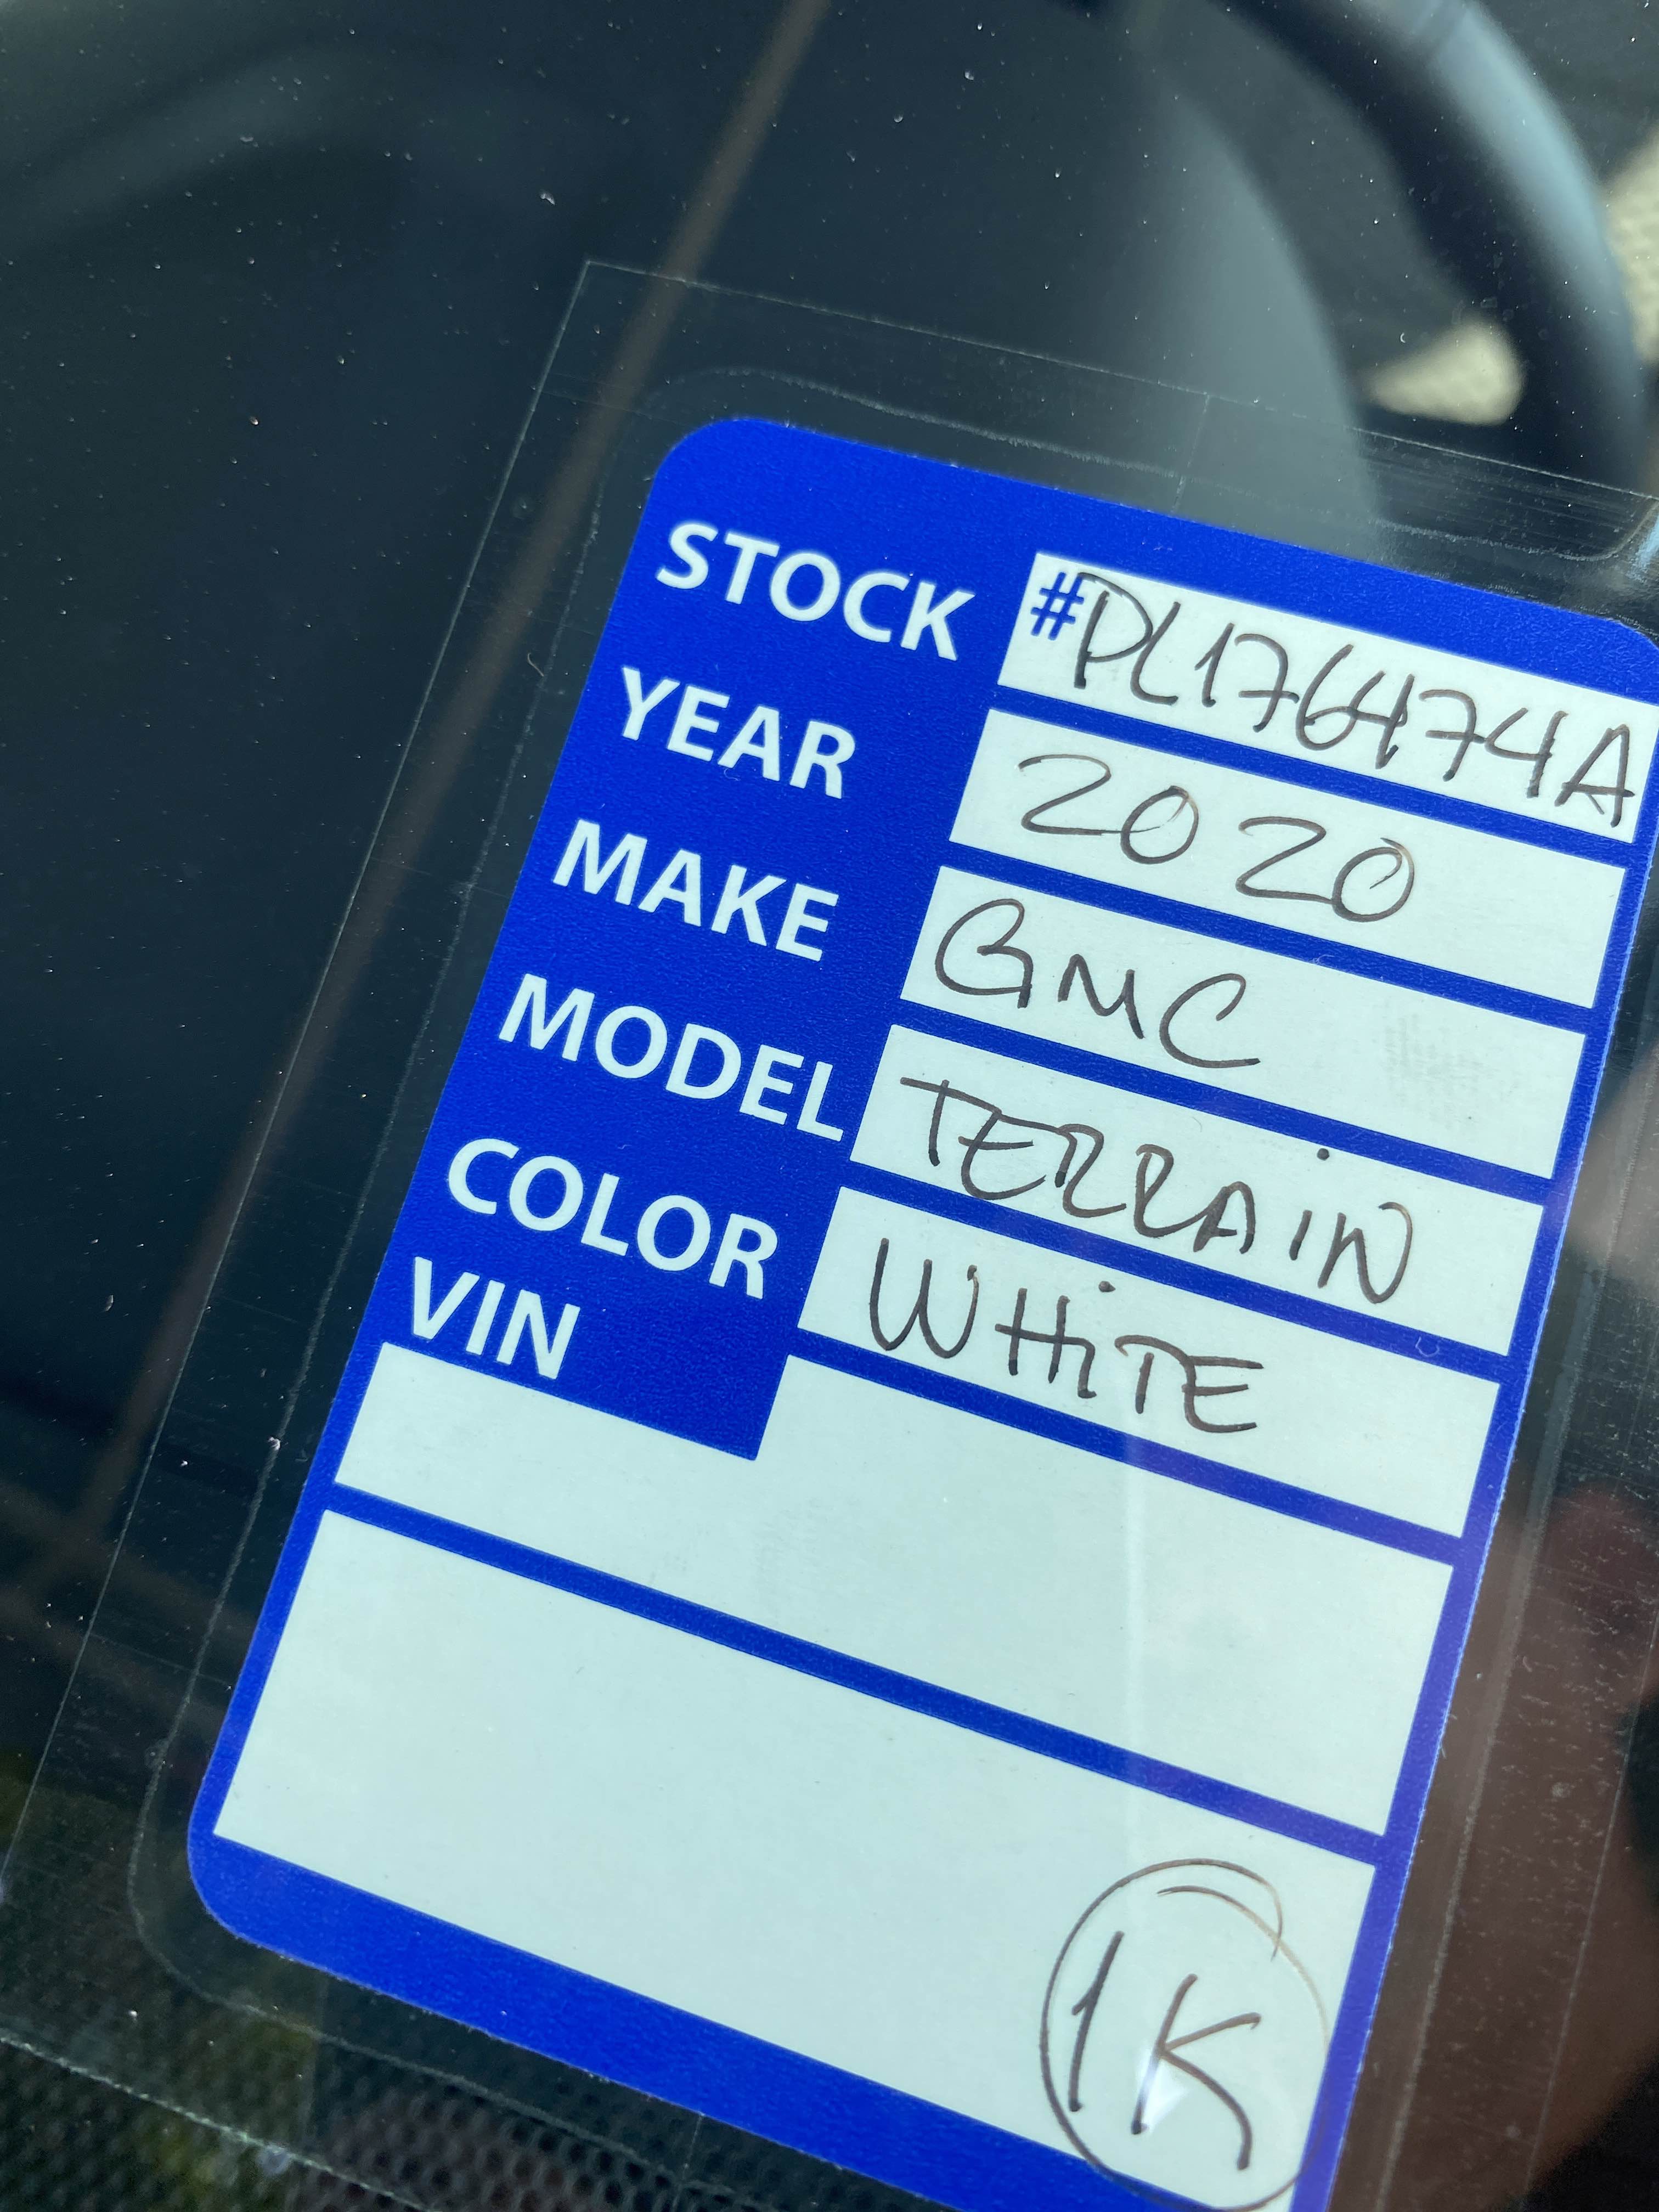 STOCK #PL176474A
YEAR 2020
MAKE GMC
MODEL TERRAIN
COLOR WHITE
VIN
1K